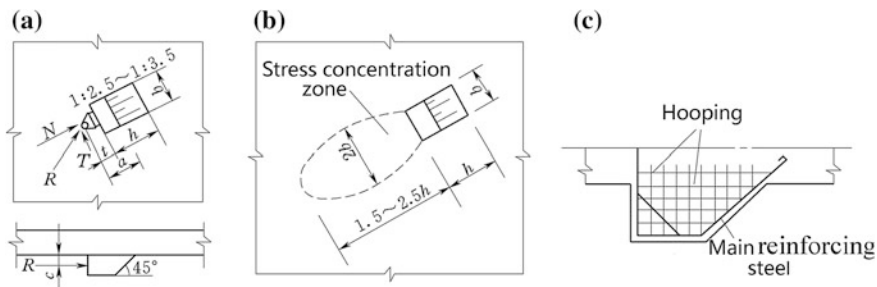 (a)
1:2.5~1:3.5
b
N
T
t
h
a
R
R
c
45°
(b)
Stress concentration
zone
b
2b
1.5~2.5h
h
(c)
Hooping
Main reinforcing
steel